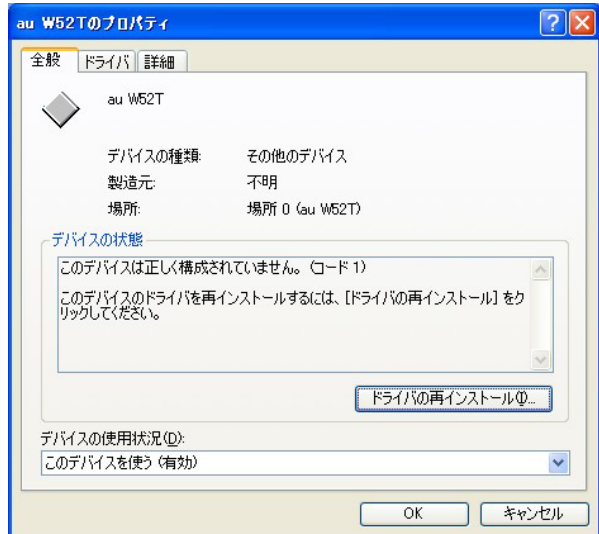 au W52Tのプロパティ
全般 ドライバ 詳細
au W52T
デバイスの種類: その他のデバイス
製造元: 不明
場所: 場所 0 (au W52T)
デバイスの状態
このデバイスは正しく構成されていません。(コード 1)
このデバイスのドライバを再インストールするには、[ドライバの再インストール] をク
リックしてください。
ドライバの再インストール(I)...
デバイスの使用状況(D):
このデバイスを使う (有効)
OK キャンセル